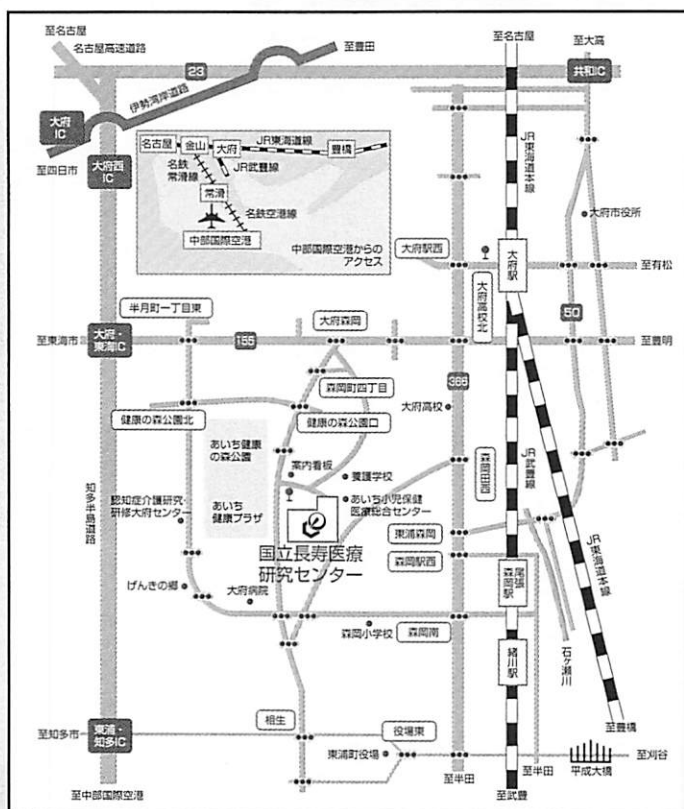 至名古屋
名古屋高速道路
至豊田
至名古屋
至大高
23
共和IC
伊勢湾岸道路
大府
IC
至四日市
大府西
IC
名古屋
金山
大府
JR東海道線
豊橋
JR武豊線
名鉄
常滑線
常滑
名鉄空港線
中部国際空港
中部国際空港からの
アクセス
JR東海道本線
大府市役所
大府駅西
大府駅
至有松
大府高校北
50
半月町一丁目東
大府森岡
至東海市
大府・
東海IC
155
至豊明
森岡町四丁目
366
大府高校
健康の森公園北
健康の森公園口
あいち健康
の森公園
案内看板
養護学校
森岡田西
JR武豊線
知多半島道路
認知症介護研究・
研修大府センター
あいち
健康プラザ
あいち小児保健
医療総合センター
東浦森岡
国立長寿医療
研究センター
森岡駅西
尾張
森岡駅
JR東海道本線
げんきの郷
大府病院
森岡小学校
森岡南
緒川駅
石ヶ瀬川
至豊橋
相生
役場東
至知多市
東浦・
知多IC
東浦町役場
至刈谷
平成大橋
至半田
至半田
至中部国際空港
至武豊